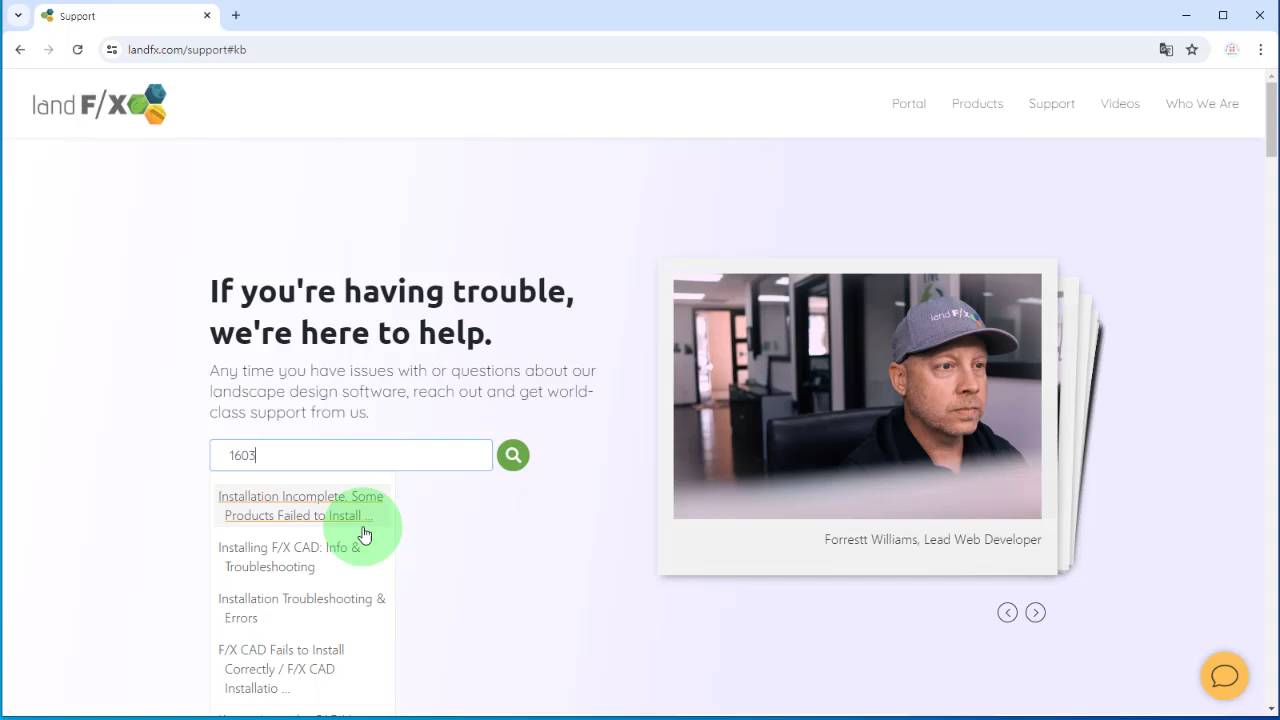 Support
landfx.com/support#kb
land F/X
Portal
Products
Support
Videos
Who We Are
If you're having trouble,
we're here to help.
Any time you have issues with or questions about our
landscape design software, reach out and get world-
class support from us.
1603
Installation Incomplete. Some
Products Failed to Install ...
Installing F/X CAD: Info &
Troubleshooting
Installation Troubleshooting &
Errors
F/X CAD Fails to Install
Correctly / F/X CAD
Installatio ...
land F/X
Forrestt Williams, Lead Web Developer